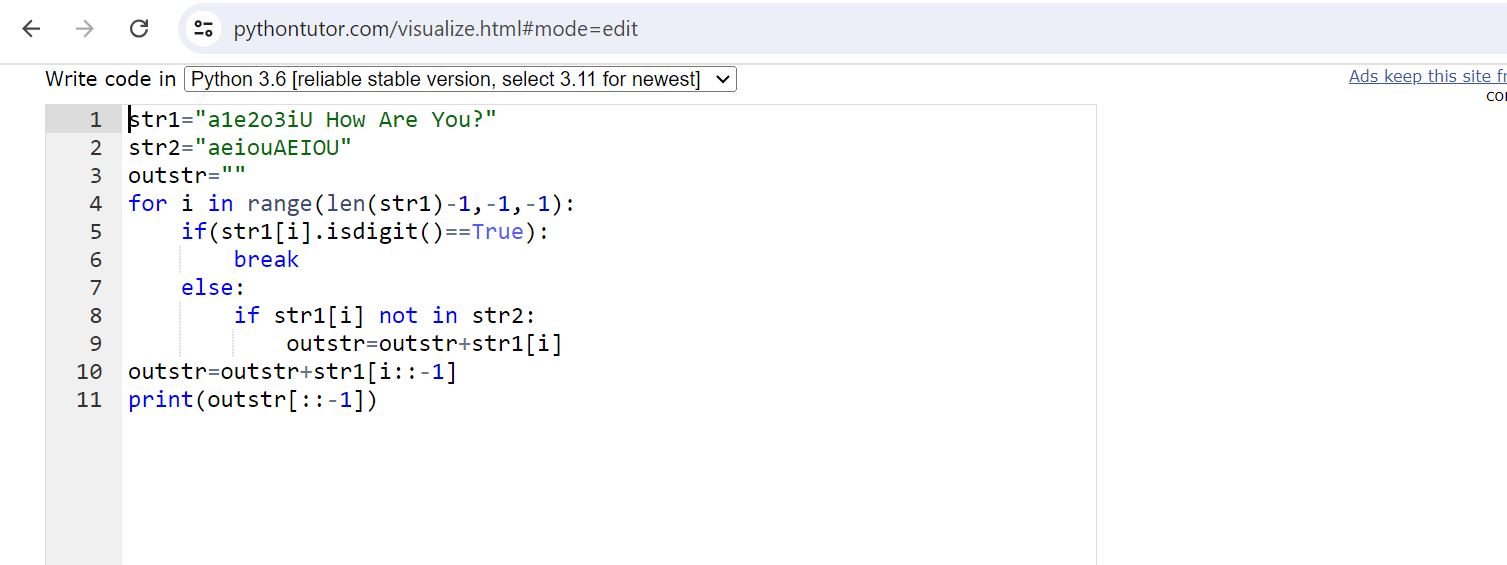 pythontutor.com/visualize.html#mode=edit
Write code in Python 3.6 [reliable stable version, select 3.11 for newest]
Ads keep this site
1 str1="a1e2o3iU How Are You?"
2 str2="aeiouAEIOU"
3 outstr=""
4 for i in range(len(str1)-1,-1,-1):
5     if(str1[i].isdigit()==True):
6         break
7     else:
8         if str1[i] not in str2:
9             outstr=outstr+str1[i]
10 outstr=outstr+str1[i::-1]
11 print(outstr[::-1])